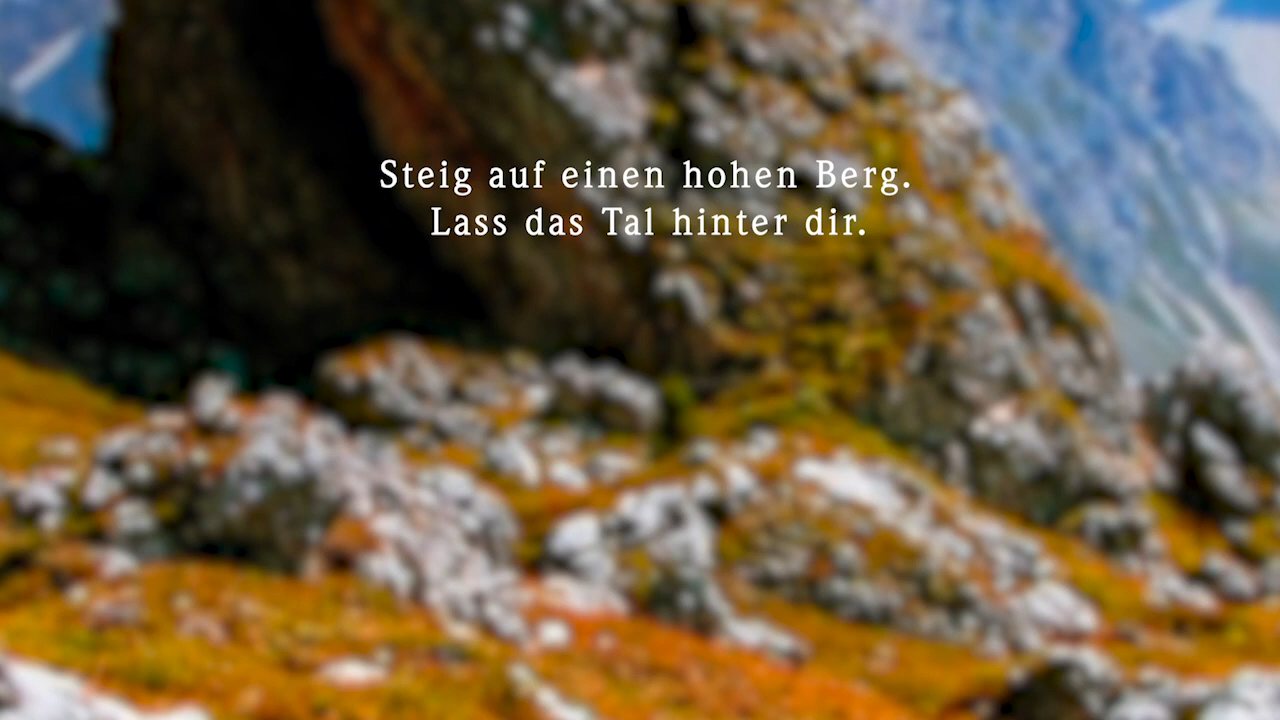 Steig auf einen hohen Berg.
Lass das Tal hinter dir.